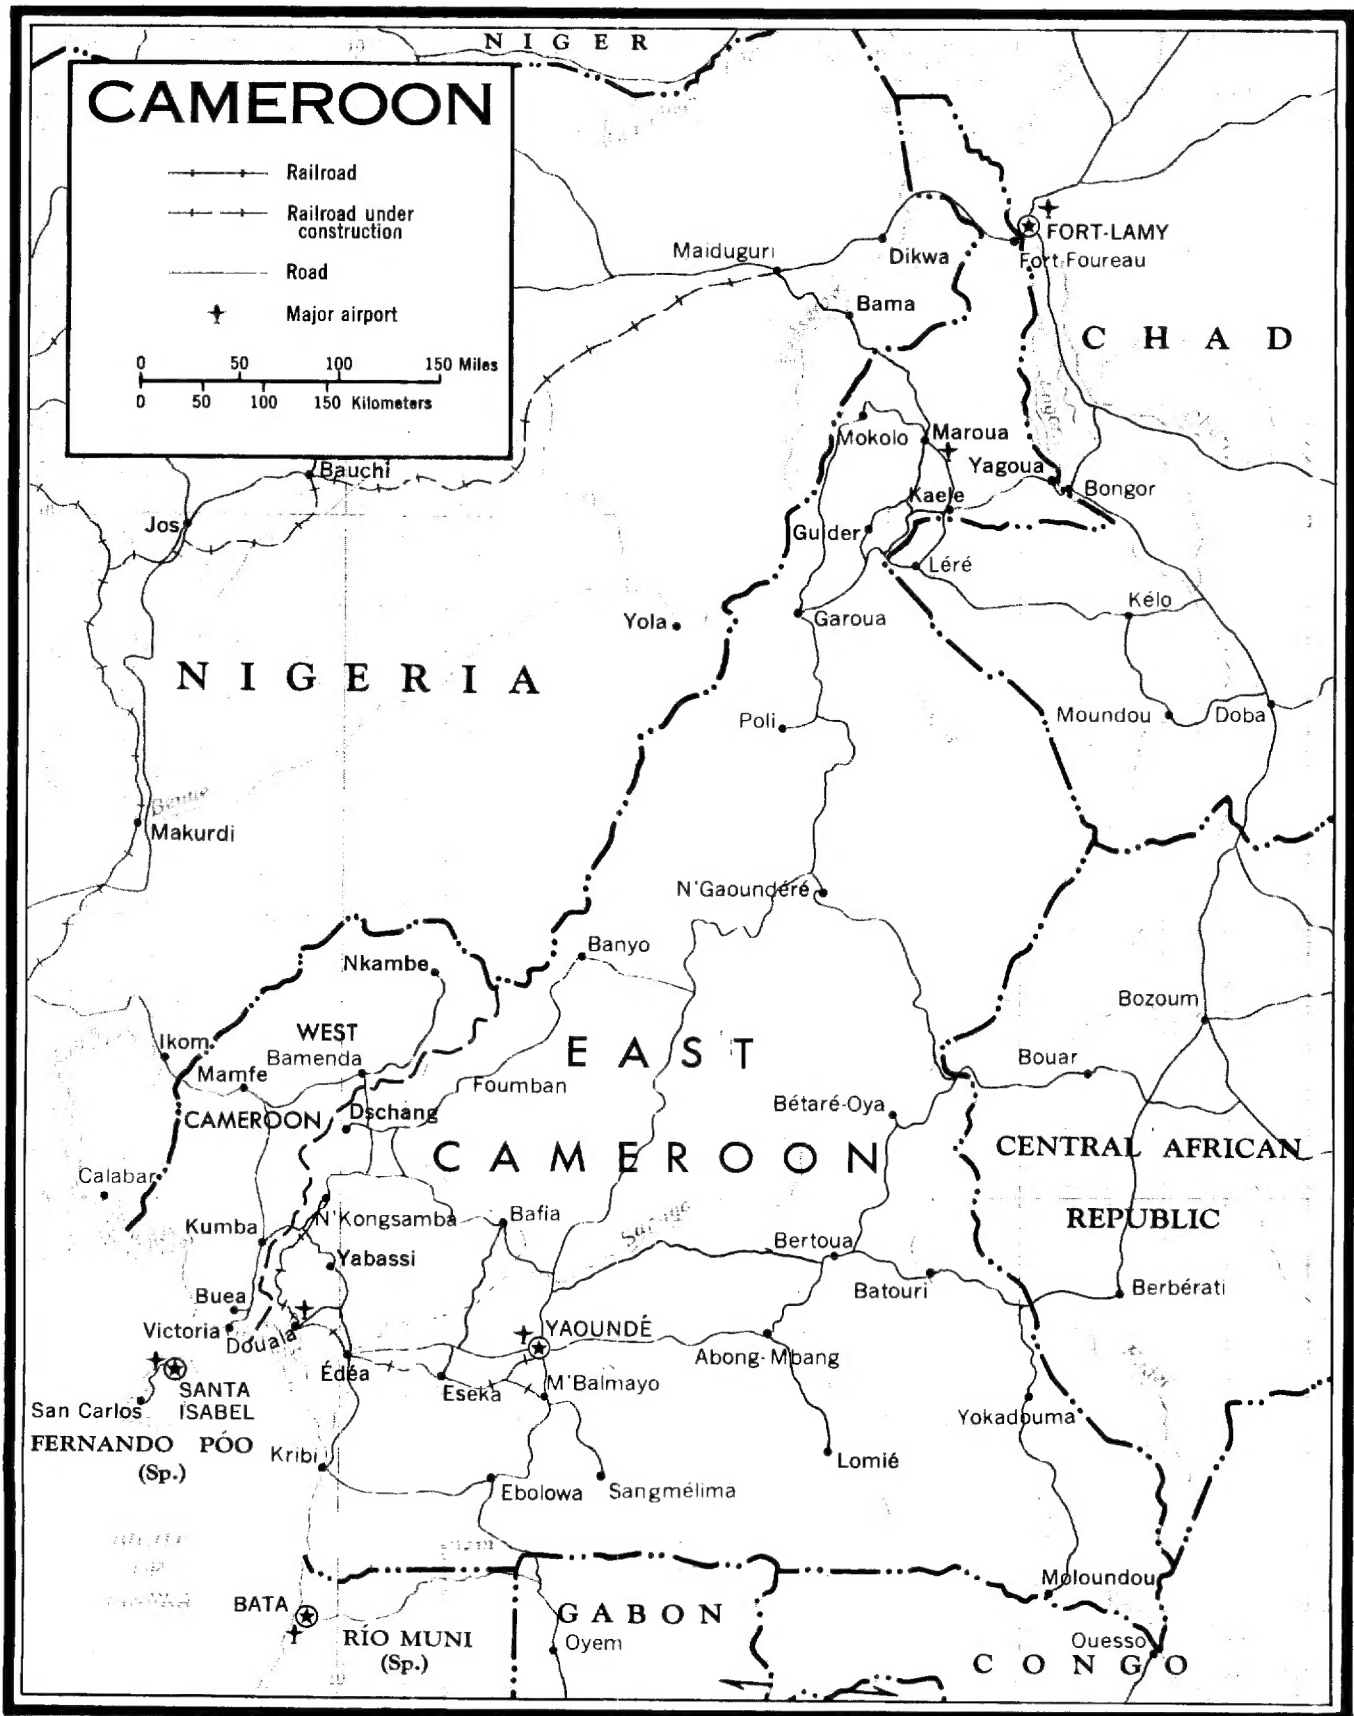 NIGER
CAMEROON
Railroad
Railroad under
construction
Road
Major airport
0 50 100 150 Miles
0 50 100 150 Kilometers
FORT-LAMY
Fort Foureau
Maiduguri
Dikwa
Bama
CHAD
Mokolo
Maroua
Yagoua
Bongor
Bauchi
Kaele
Jos
Guider
Léré
Kélo
Yola
Garoua
NIGERIA
Poli
Moundou
Doba
Benue
Makurdi
N'Gaoundéré
Banyo
Nkambe
Bozoum
Ikom
WEST
EAST
Bamenda
Bouar
Mamfe
Foumban
Bétaré-Oya
CAMEROON
Dschang
CENTRAL AFRICAN
CAMEROON
Calabar
N'Kongsamba
Bafia
REPUBLIC
Kumba
Sanaga
Bertoua
Yabassi
Batouri
Berbérati
Buea
Victoria
Douala
YAOUNDÉ
Abong-Mbang
Édéa
Eseka
M'Balmayo
SANTA
ISABEL
San Carlos
Yokadouma
FERNANDO PÓO
(Sp.)
Kribi
Lomié
Ebolowa
Sangmélima
Moloundou
BATA
GABON
RÍO MUNI
(Sp.)
Oyem
Ouesso
CONGO